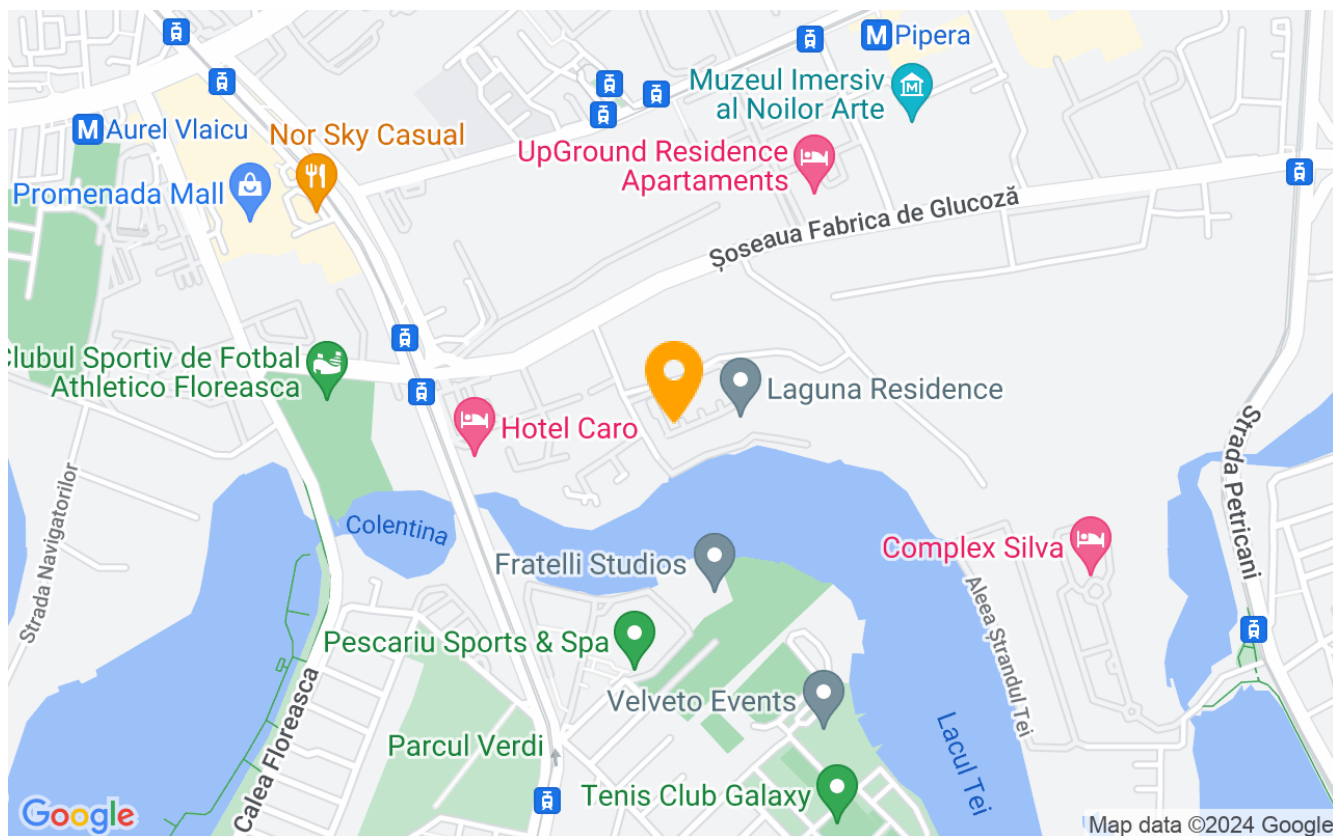 M Pipera
Muzeul Imersiv
al Noilor Arte
M Aurel Vlaicu
Nor Sky Casual
UpGround Residence
Apartaments
Promenada Mall
Șoseaua Fabrica de Glucoză
Clubul Sportiv de Fotbal
Athletico Floreasca
Laguna Residence
Hotel Caro
Strada Petricani
Strada Navigatorilor
Colentina
Fratelli Studios
Complex Silva
Aleea Ștrandul Tei
Pescariu Sports & Spa
Velveto Events
Calea Floreasca
Parcul Verdi
Lacul Tei
Tenis Club Galaxy
Google
Map data ©2024 Google